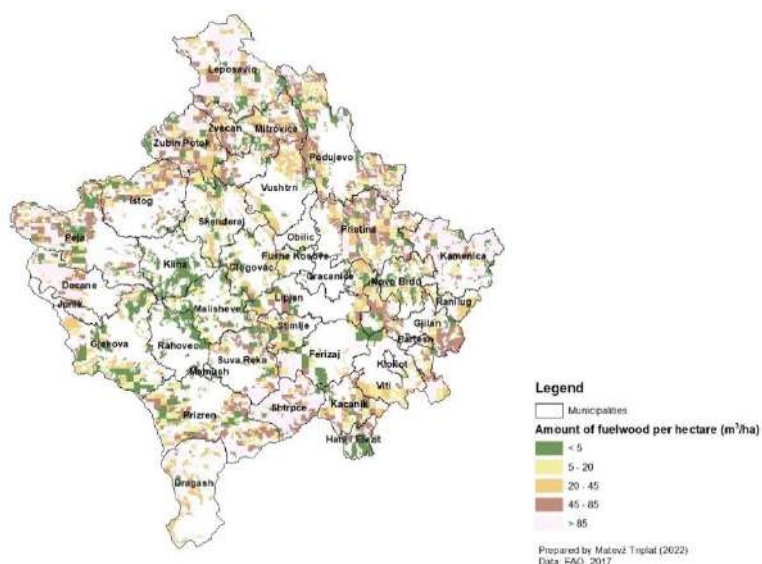 Leposaviq
Zvecan
Mitrovica
Zubin Potok
Podujevo
Vushtrri
Istog
Skenderaj
Obilic
Pristina
Peja
Fushe Kosove
Kamenica
Klina
Glogovac
Gracanica
Decane
Novo Brdo
Junik
Lipjan
Ranilug
Malisheve
Gjilan
Stimlje
Partesh
Gjakova
Rahovec
Ferizaj
Suva Reka
Klokot
Mamush
Viti
Shtrpce
Kacanik
Prizren
Hani i Elezit
Dragash
Legend
Municipalities
Amount of fuelwood per hectare (m³/ha)
< 5
5 - 20
20 - 45
45 - 85
> 85
Prepared by Matevž Triplat (2022)
Data: FAO, 2017